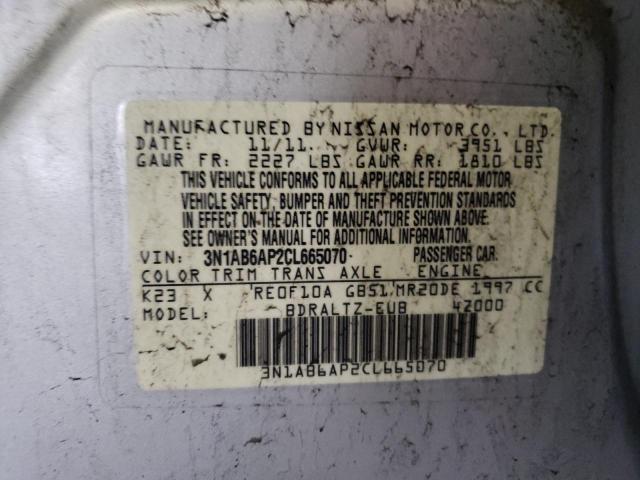 MANUFACTURED BY NISSAN MOTOR CO., LTD.
DATE: 11/11 GVWR: 3951 LBS
GAWR FR: 2227 LBS GAWR RR: 1810 LBS
THIS VEHICLE CONFORMS TO ALL APPLICABLE FEDERAL MOTOR
VEHICLE SAFETY, BUMPER AND THEFT PREVENTION STANDARDS
IN EFFECT ON THE DATE OF MANUFACTURE SHOWN ABOVE.
SEE OWNER'S MANUAL FOR ADDITIONAL INFORMATION.
VIN: 3N1AB6AP2CL665070 PASSENGER CAR.
COLOR TRIM TRANS AXLE ENGINE
K23 X RE0F10A GB51 MR20DE 1997 CC
MODEL: BDRALTZ-EUB 42000
3N1AB6AP2CL665070